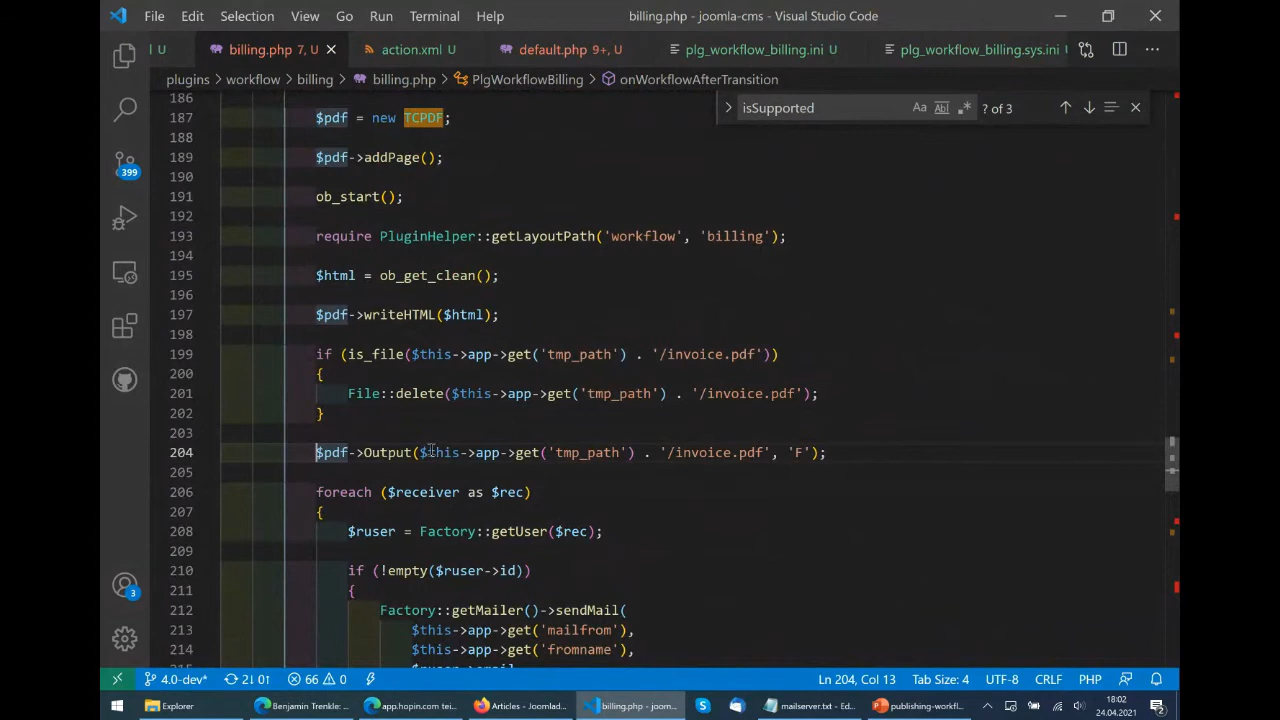 File Edit Selection View Go Run Terminal Help billing.php - joomla-cms - Visual Studio Code
l U billing.php 7, U action.xml U default.php 9+, U plg_workflow_billing.ini U plg_workflow_billing.sys.ini U
plugins > workflow > billing > billing.php > PlgWorkflowBilling > onWorkflowAfterTransition
isSupported Aa Abl .* ? of 3
186
187 $pdf = new TCPDF;
188
189 $pdf->addPage();
190
191 ob_start();
192
193 require PluginHelper::getLayoutPath('workflow', 'billing');
194
195 $html = ob_get_clean();
196
197 $pdf->writeHTML($html);
198
199 if (is_file($this->app->get('tmp_path') . '/invoice.pdf'))
200 {
201 File::delete($this->app->get('tmp_path') . '/invoice.pdf');
202 }
203
204 $pdf->Output($this->app->get('tmp_path') . '/invoice.pdf', 'F');
205
206 foreach ($receiver as $rec)
207 {
208 $ruser = Factory::getUser($rec);
209
210 if (!empty($ruser->id))
211 {
212 Factory::getMailer()->sendMail(
213 $this->app->get('mailfrom'),
214 $this->app->get('fromname'),
399
3
4.0-dev* 2↓ 0↑ 66 0 Ln 204, Col 13 Tab Size: 4 UTF-8 CRLF PHP
Explorer Benjamin Trenkle: ... app.hopin.com tei... Articles - Joomlad... billing.php - joom... mailserver.txt - Ed... publishing-workfl... 18:02
24.04.2021 2